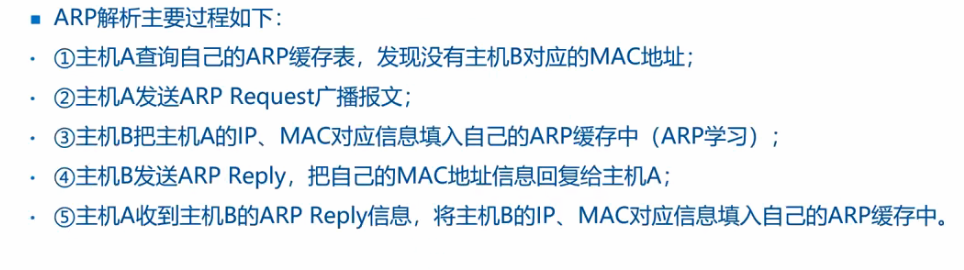 ▪ ARP解析主要过程如下：
• ①主机A查询自己的ARP缓存表，发现没有主机B对应的MAC地址；
• ②主机A发送ARP Request广播报文；
• ③主机B把主机A的IP、MAC对应信息填入自己的ARP缓存中（ARP学习）；
• ④主机B发送ARP Reply，把自己的MAC地址信息回复给主机A；
• ⑤主机A收到主机B的ARP Reply信息，将主机B的IP、MAC对应信息填入自己的ARP缓存中。